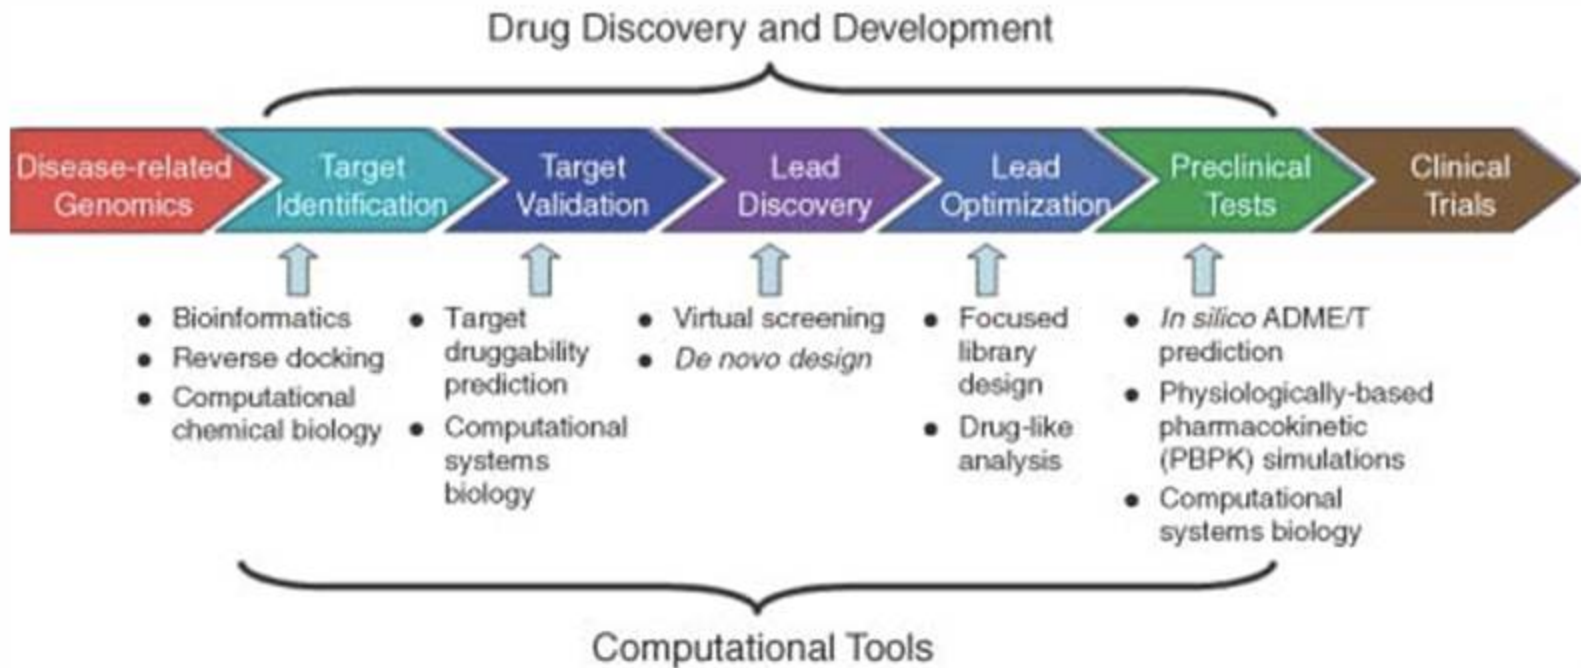 Drug Discovery and Development
Disease-related
Genomics
Target
Identification
Target
Validation
Lead
Discovery
Lead
Optimization
Preclinical
Tests
Clinical
Trials
● Bioinformatics
● Reverse docking
● Computational
chemical biology
● Target
druggability
prediction
● Computational
systems
biology
● Virtual screening
● De novo design
● Focused
library
design
● Drug-like
analysis
● In silico ADME/T
prediction
● Physiologically-based
pharmacokinetic
(PBPK) simulations
● Computational
systems biology
Computational Tools